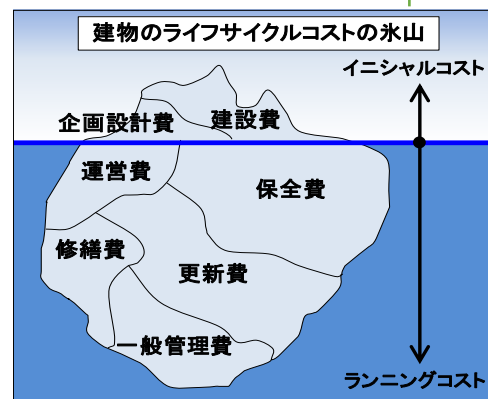 建物のライフサイクルコストの氷山
イニシャルコスト
企画設計費
建設費
運営費
保全費
修繕費
更新費
一般管理費
ランニングコスト